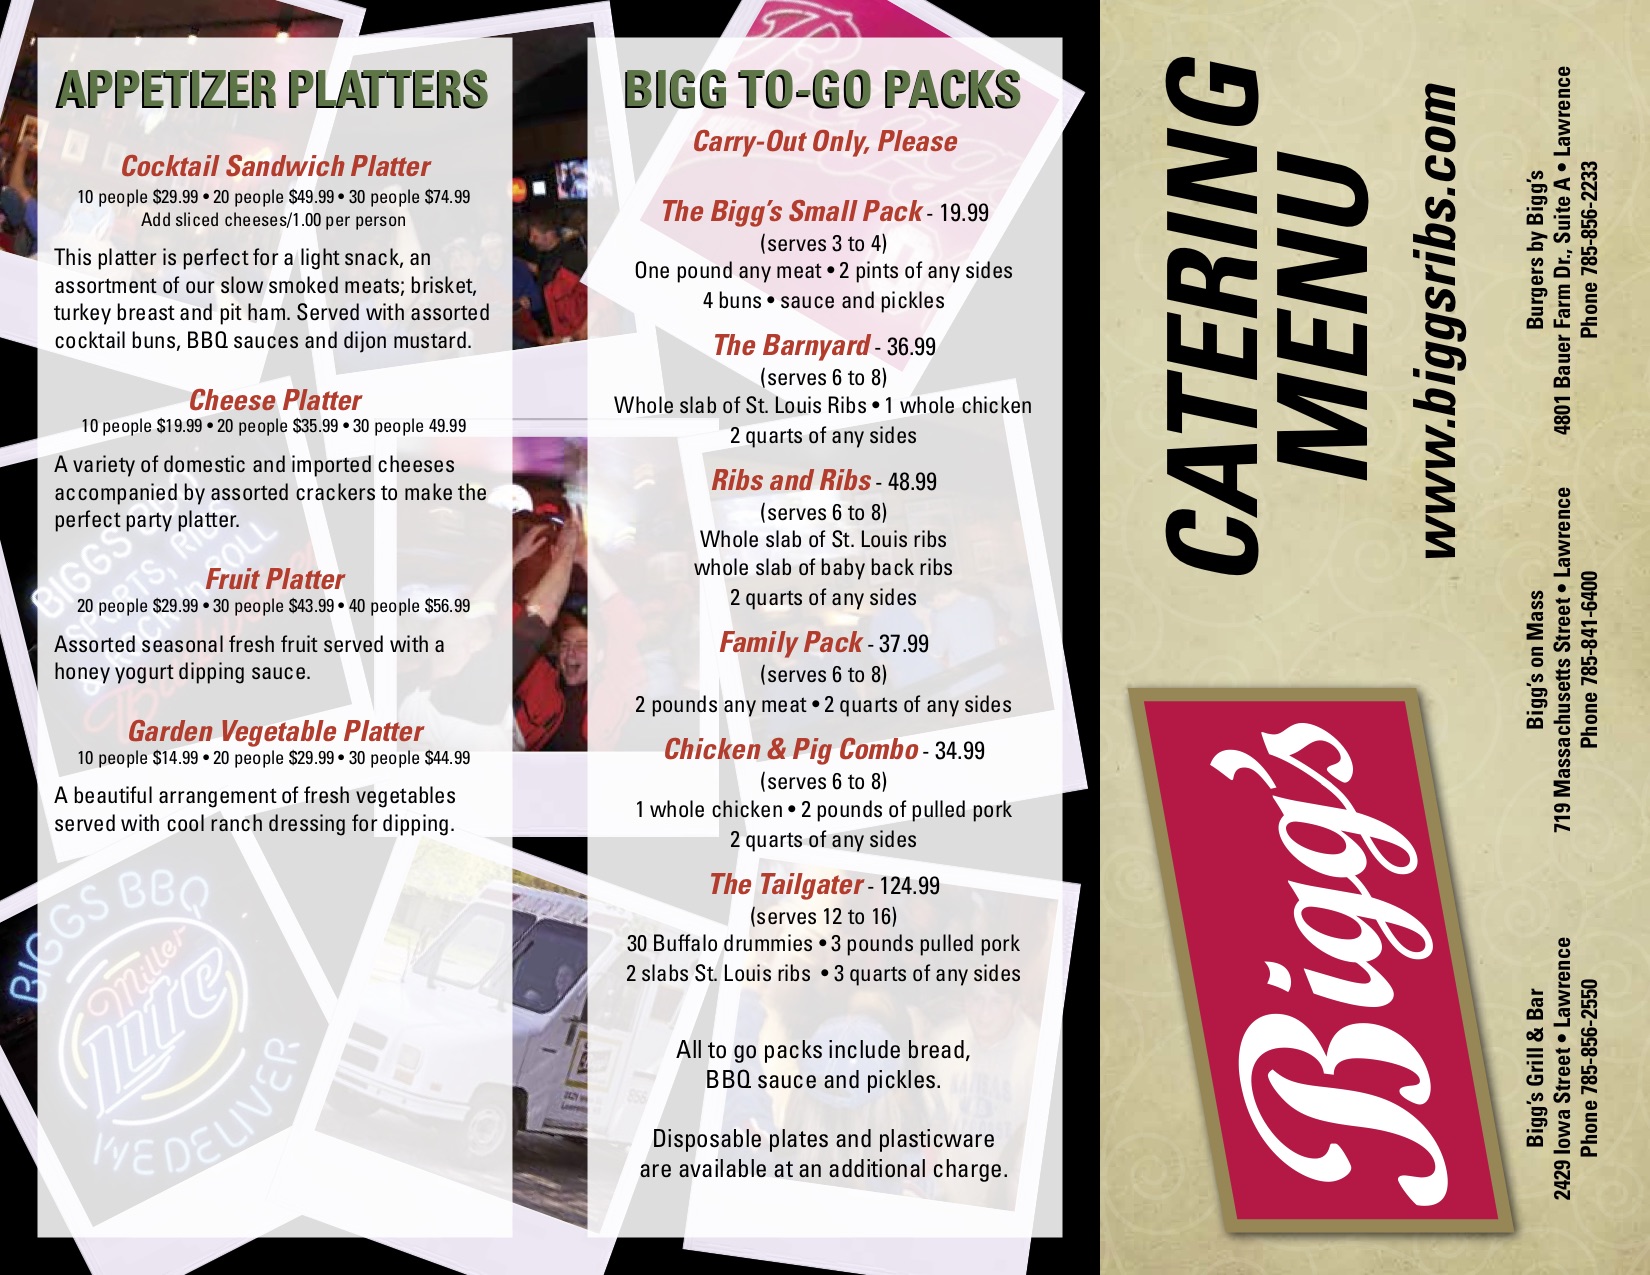 APPETIZER PLATTERS
Cocktail Sandwich Platter
10 people $29.99 • 20 people $49.99 • 30 people $74.99
Add sliced cheeses/1.00 per person
This platter is perfect for a light snack, an
assortment of our slow smoked meats; brisket,
turkey breast and pit ham. Served with assorted
cocktail buns, BBQ sauces and dijon mustard.
Cheese Platter
10 people $19.99 • 20 people $35.99 • 30 people 49.99
A variety of domestic and imported cheeses
accompanied by assorted crackers to make the
perfect party platter.
Fruit Platter
20 people $29.99 • 30 people $43.99 • 40 people $56.99
Assorted seasonal fresh fruit served with a
honey yogurt dipping sauce.
Garden Vegetable Platter
10 people $14.99 • 20 people $29.99 • 30 people $44.99
A beautiful arrangement of fresh vegetables
served with cool ranch dressing for dipping.
BIGGS BBQ
Miller
Lite
WE DELIVER
BIGG TO-GO PACKS
Carry-Out Only, Please
The Bigg's Small Pack - 19.99
(serves 3 to 4)
One pound any meat • 2 pints of any sides
4 buns • sauce and pickles
The Barnyard - 36.99
(serves 6 to 8)
Whole slab of St. Louis Ribs • 1 whole chicken
2 quarts of any sides
Ribs and Ribs - 48.99
(serves 6 to 8)
Whole slab of St. Louis ribs
whole slab of baby back ribs
2 quarts of any sides
Family Pack - 37.99
(serves 6 to 8)
2 pounds any meat • 2 quarts of any sides
Chicken & Pig Combo - 34.99
(serves 6 to 8)
1 whole chicken • 2 pounds of pulled pork
2 quarts of any sides
The Tailgater - 124.99
(serves 12 to 16)
30 Buffalo drummies • 3 pounds pulled pork
2 slabs St. Louis ribs • 3 quarts of any sides
All to go packs include bread,
BBQ sauce and pickles.
Disposable plates and plasticware
are available at an additional charge.
CATERING
MENU
www.biggsribs.com
Bigg's
Bigg's Grill & Bar
2429 Iowa Street • Lawrence
Phone 785-856-2550
Bigg's on Mass
719 Massachusetts Street • Lawrence
Phone 785-841-6400
Burgers by Bigg's
4801 Bauer Farm Dr., Suite A • Lawrence
Phone 785-856-2233